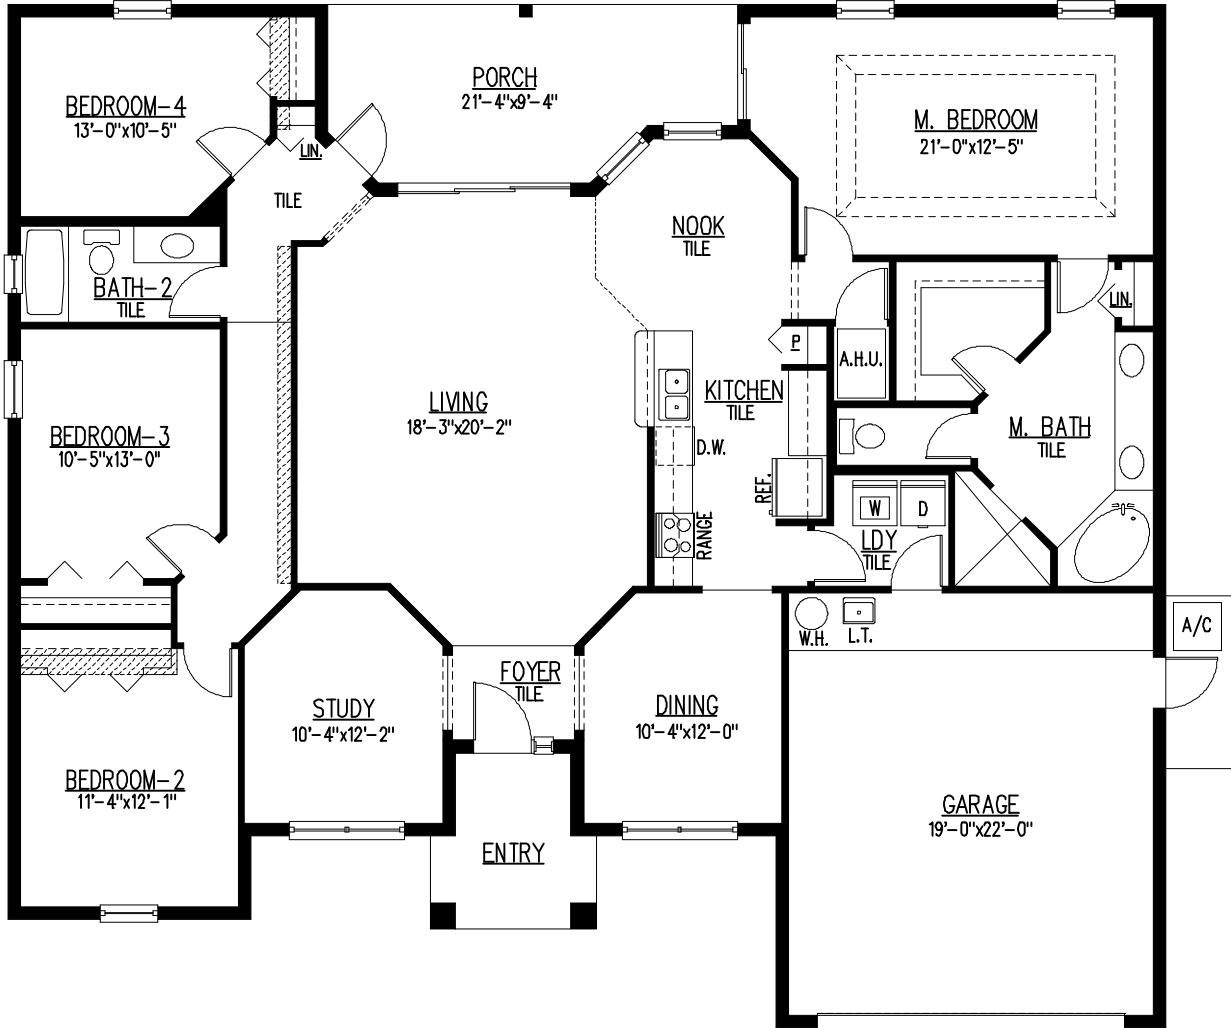 PORCH
21'-4"x9'-4"
BEDROOM-4
13'-0"x10'-5"
M. BEDROOM
21'-0"x12'-5"
LIN.
TILE
NOOK
TILE
BATH-2
TILE
LIN.
P
A.H.U.
LIVING
18'-3"x20'-2"
KITCHEN
TILE
BEDROOM-3
10'-5"x13'-0"
M. BATH
TILE
D.W.
REF.
W
D
RANGE
LDY
TILE
W.H.
L.T.
A/C
FOYER
TILE
STUDY
10'-4"x12'-2"
DINING
10'-4"x12'-0"
BEDROOM-2
11'-4"x12'-1"
GARAGE
19'-0"x22'-0"
ENTRY